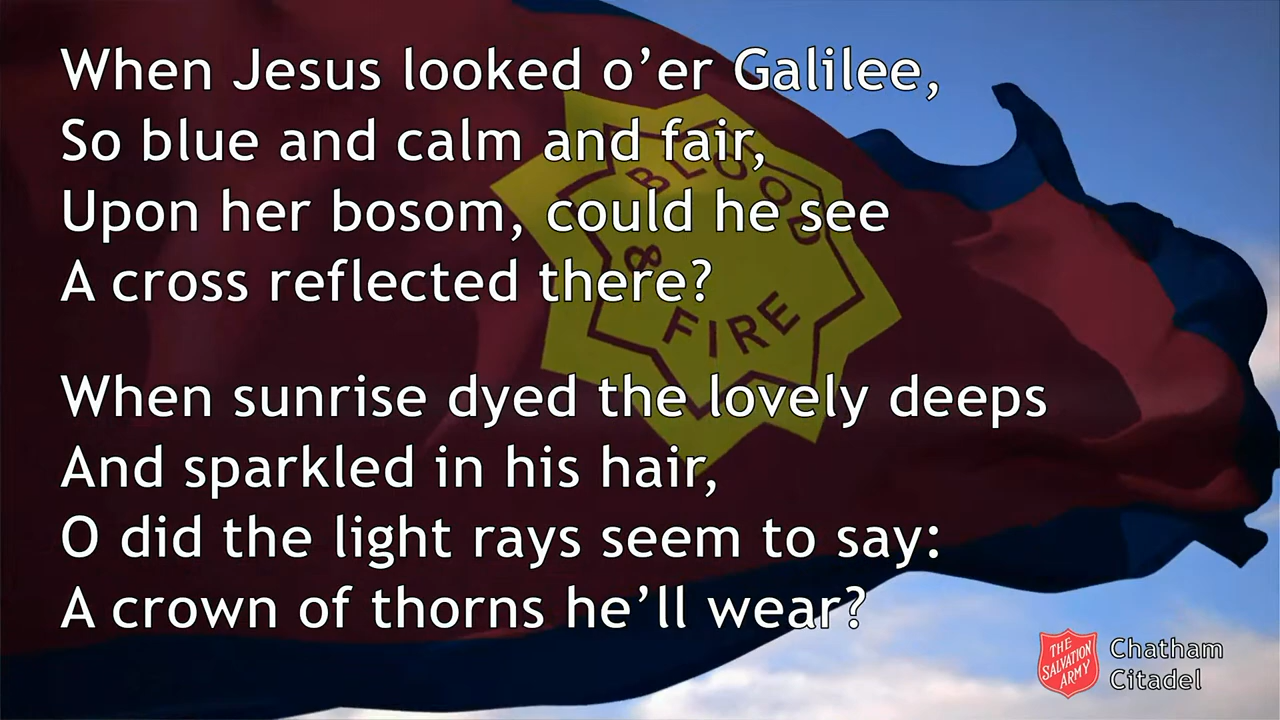 When Jesus looked o’er Galilee,
So blue and calm and fair,
Upon her bosom, could he see
A cross reflected there?
When sunrise dyed the lovely deeps
And sparkled in his hair,
O did the light rays seem to say:
A crown of thorns he’ll wear?
BLOOD
&
FIRE
THE
SALVATION
ARMY
Chatham
Citadel